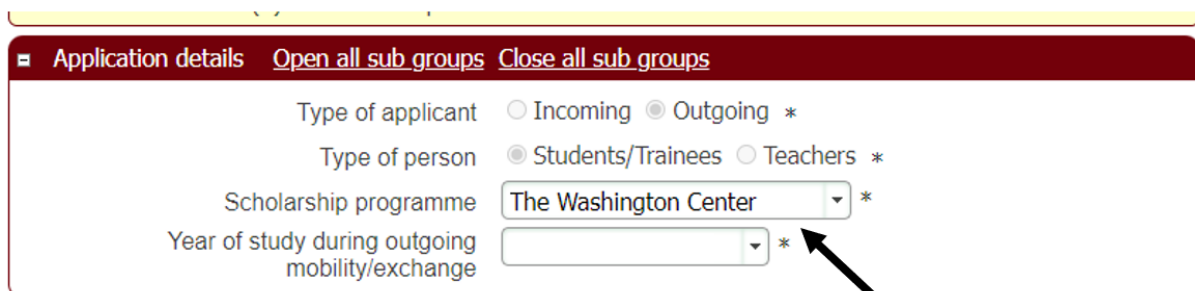 Application details Open all sub groups Close all sub groups
Type of applicant Incoming Outgoing *
Type of person Students/Trainees Teachers *
Scholarship programme The Washington Center *
Year of study during outgoing
mobility/exchange *